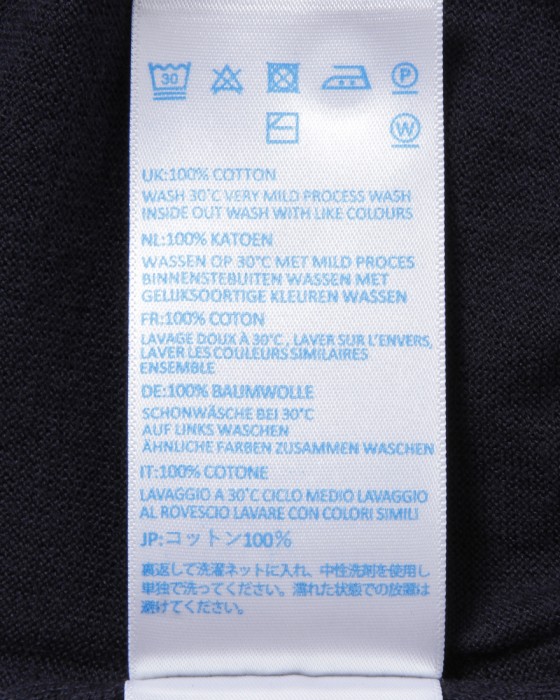 30 P
W
UK:100% COTTON
WASH 30°C VERY MILD PROCESS WASH
INSIDE OUT WASH WITH LIKE COLOURS
NL:100% KATOEN
WASSEN OP 30°C MET MILD PROCES
BINNENSTEBUITEN WASSEN MET
GELIJKSOORTIGE KLEUREN WASSEN
FR:100% COTON
LAVAGE DOUX À 30°C, LAVER SUR L'ENVERS,
LAVER LES COULEURS SIMILAIRES
ENSEMBLE
DE:100% BAUMWOLLE
SCHONWÄSCHE BEI 30°C
AUF LINKS WASCHEN
ÄHNLICHE FARBEN ZUSAMMEN WASCHEN
IT:100% COTONE
LAVAGGIO A 30°C CICLO MEDIO LAVAGGIO
AL ROVESCIO LAVARE CON COLORI SIMILI
JP:コットン100%
裏返して洗濯ネットに入れ、中性洗剤を使用し
単独で洗ってください。濡れた状態での放置は
避けてください。